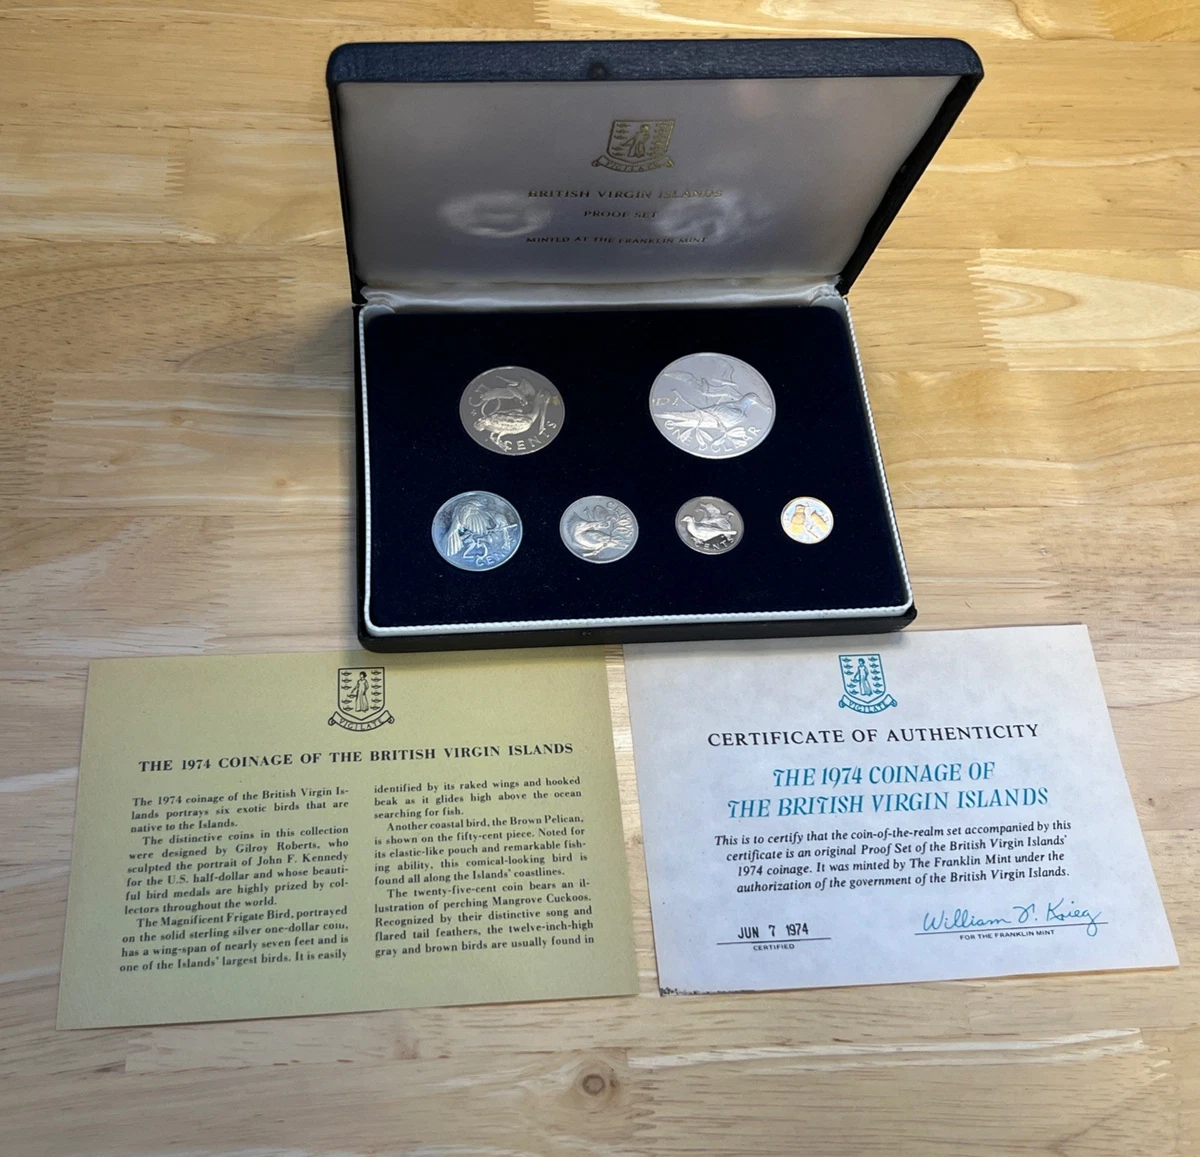 VIGILATE
BRITISH VIRGIN ISLANDS
PROOF SET
MINTED AT THE FRANKLIN MINT
CENTS
ONE DOLLAR
25
CENTS
10
CENTS
CENTS
VIGILATE
THE 1974 COINAGE OF THE BRITISH VIRGIN ISLANDS
The 1974 coinage of the British Virgin Is-
lands portrays six exotic birds that are
native to the Islands.
The distinctive coins in this collection
were designed by Gilroy Roberts, who
sculpted the portrait of John F. Kennedy
for the U.S. half-dollar and whose beauti-
ful bird medals are highly prized by col-
lectors throughout the world.
The Magnificent Frigate Bird, portrayed
on the solid sterling silver one-dollar coin,
has a wing-span of nearly seven feet and is
one of the Islands' largest birds. It is easily
identified by its raked wings and hooked
beak as it glides high above the ocean
searching for fish.
Another coastal bird, the Brown Pelican,
is shown on the fifty-cent piece. Noted for
its elastic-like pouch and remarkable fish-
ing ability, this comical-looking bird is
found all along the Islands' coastlines.
The twenty-five-cent coin bears an il-
lustration of perching Mangrove Cuckoos.
Recognized by their distinctive song and
flared tail feathers, the twelve-inch-high
gray and brown birds are usually found in
VIGILATE
CERTIFICATE OF AUTHENTICITY
THE 1974 COINAGE OF
THE BRITISH VIRGIN ISLANDS
This is to certify that the coin-of-the-realm set accompanied by this
certificate is an original Proof Set of the British Virgin Islands'
1974 coinage. It was minted by The Franklin Mint under the
authorization of the government of the British Virgin Islands.
JUN 7 1974
CERTIFIED
William T. Krieg
FOR THE FRANKLIN MINT